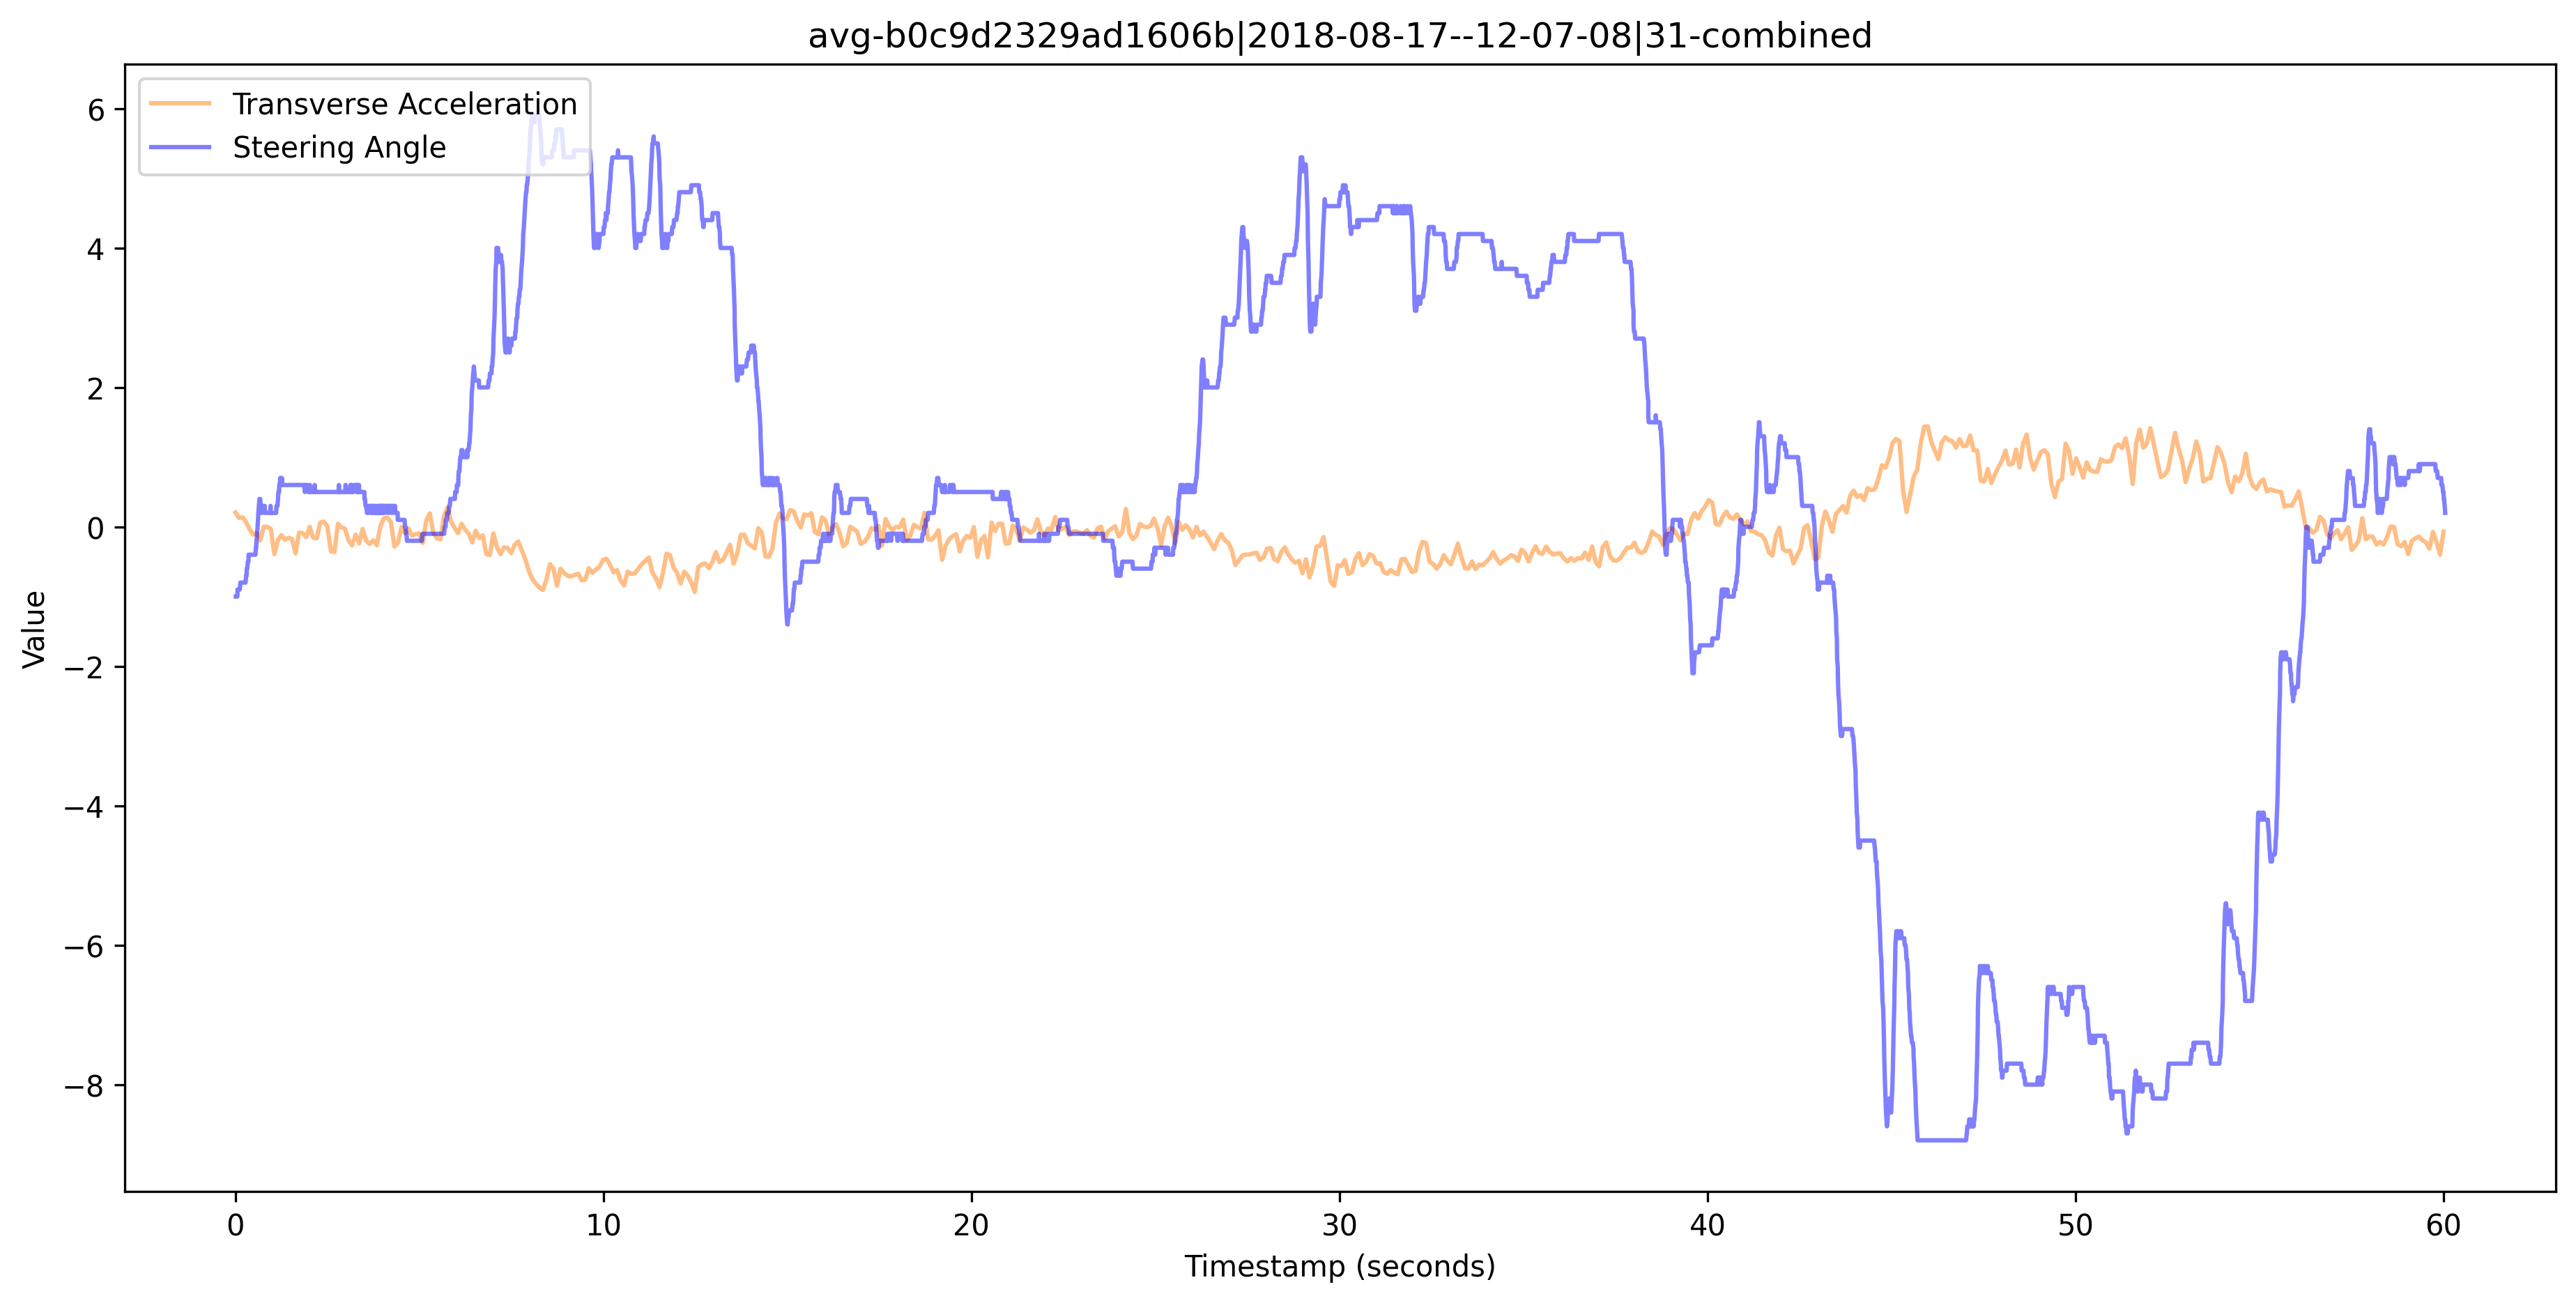 avg-b0c9d2329ad1606b|2018-08-17--12-07-08|31-combined
Transverse Acceleration
Steering Angle
6
4
2
0
−2
−4
−6
−8
Value
0 10 20 30 40 50 60
Timestamp (seconds)